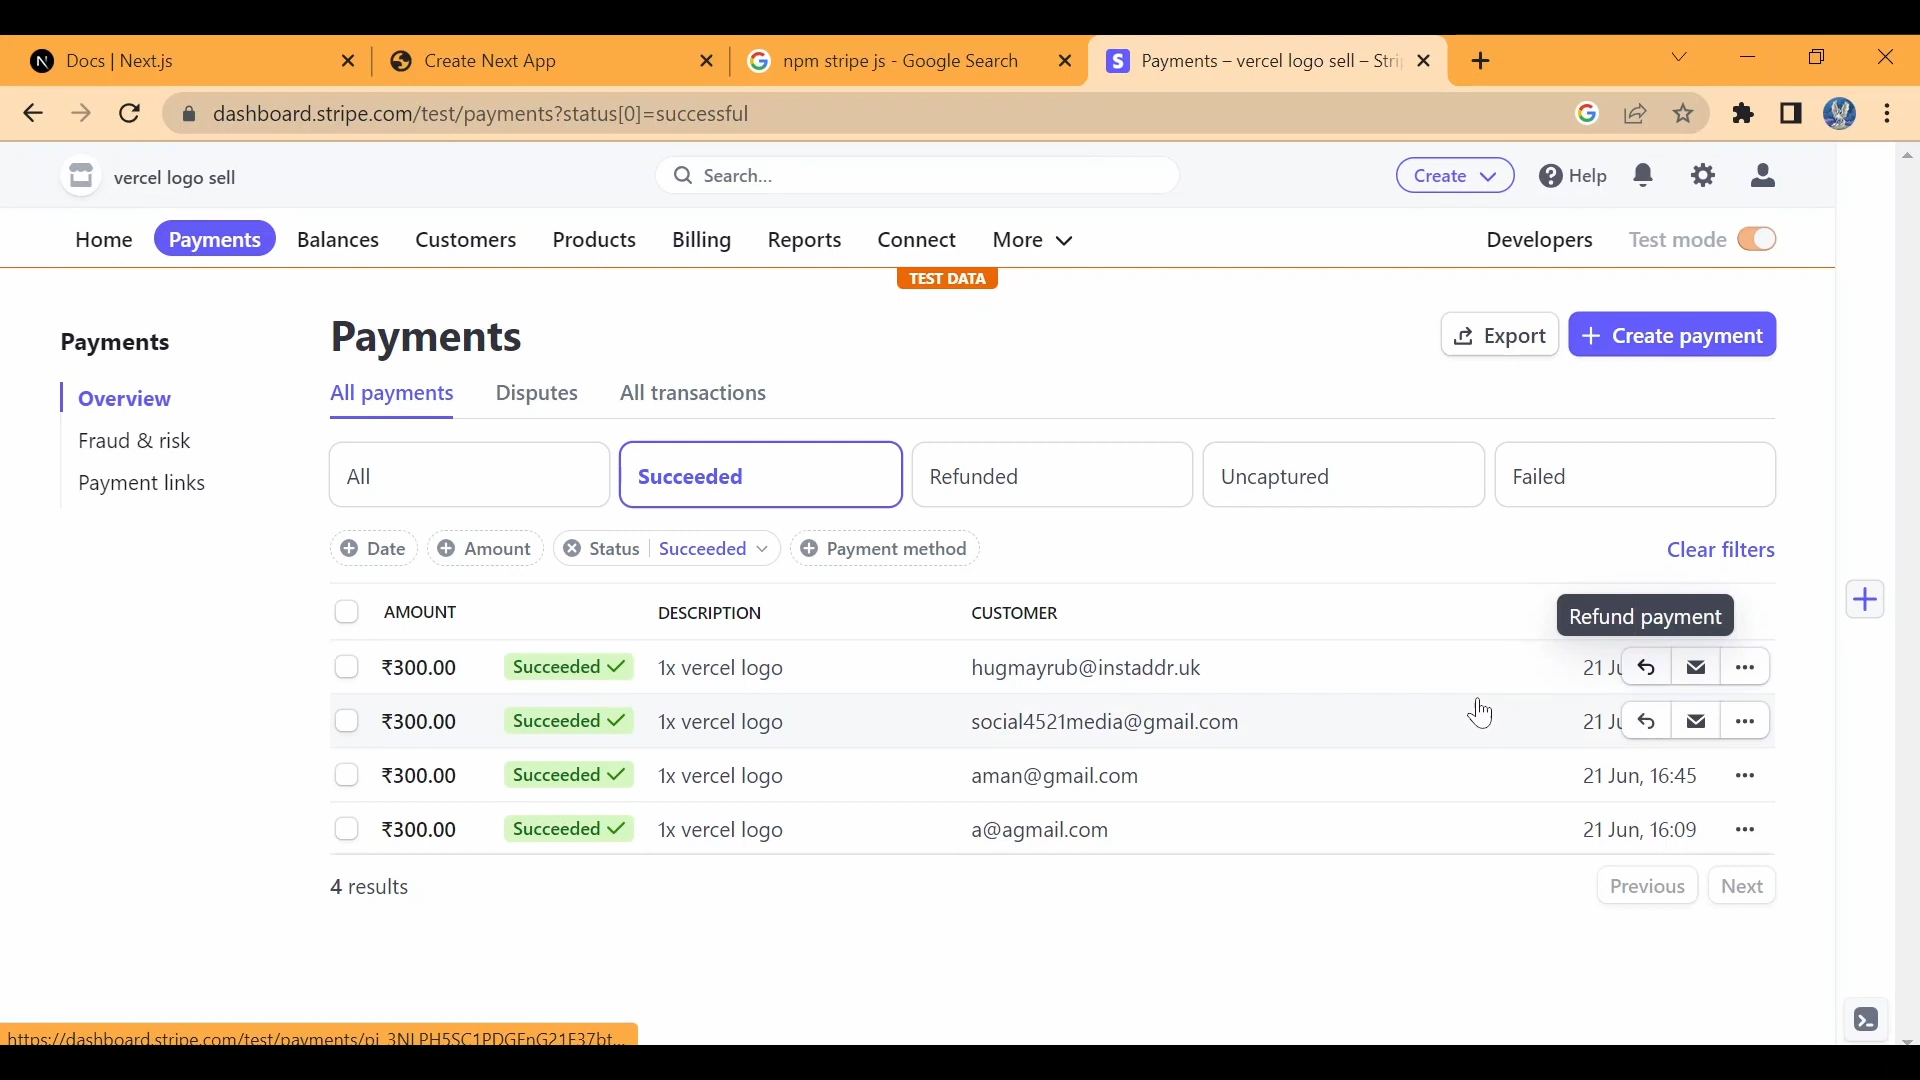 Docs | Next.js
Create Next App
npm stripe js - Google Search
Payments – vercel logo sell – Stri
dashboard.stripe.com/test/payments?status[0]=successful
vercel logo sell
Search...
Create
Help
Home
Payments
Balances
Customers
Products
Billing
Reports
Connect
More
Developers
Test mode
TEST DATA
Payments
Overview
Fraud & risk
Payment links
Payments
Export
Create payment
All payments
Disputes
All transactions
All
Succeeded
Refunded
Uncaptured
Failed
Date
Amount
Status Succeeded
Payment method
Clear filters
AMOUNT DESCRIPTION CUSTOMER
Refund payment
₹300.00 Succeeded 1x vercel logo hugmayrub@instaddr.uk 21 Ju
₹300.00 Succeeded 1x vercel logo social4521media@gmail.com 21 Ju
₹300.00 Succeeded 1x vercel logo aman@gmail.com 21 Jun, 16:45
₹300.00 Succeeded 1x vercel logo a@agmail.com 21 Jun, 16:09
4 results
Previous
Next